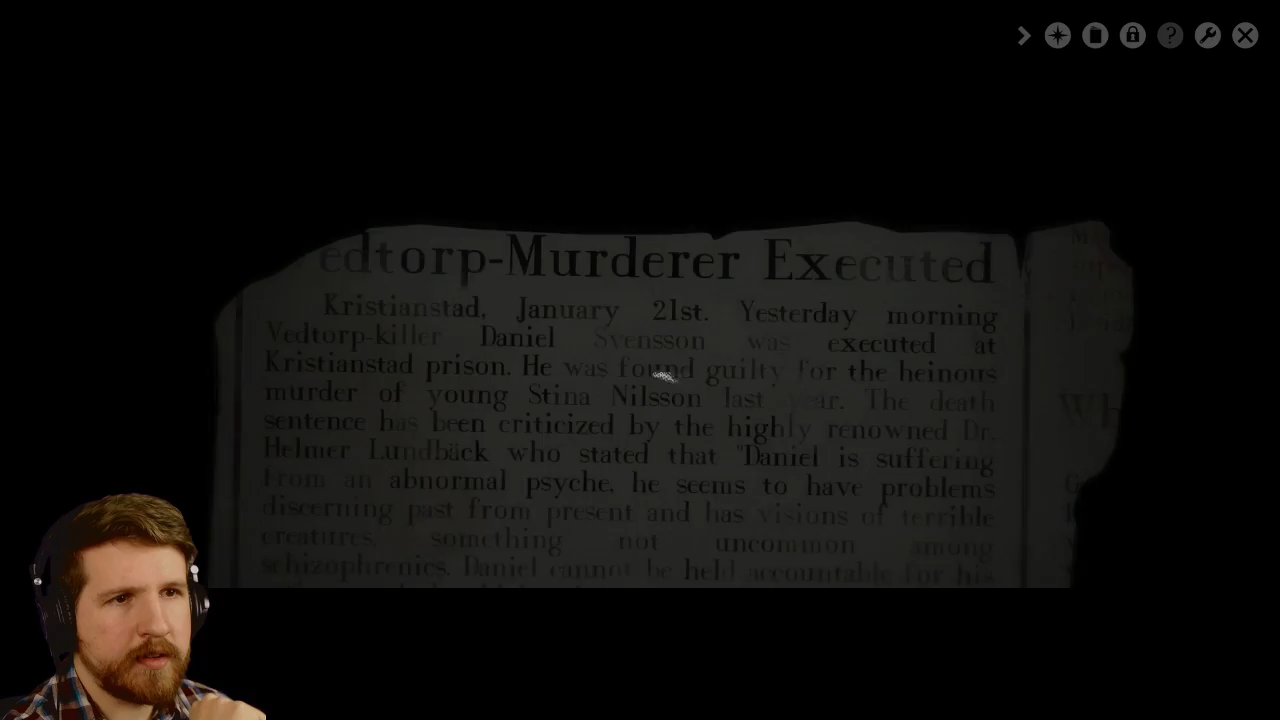 edtorp-Murderer Executed
Kristianstad, January 21st. Yesterday morning
Vedtorp-killer Daniel Svensson was executed at
Kristianstad prison. He was found guilty for the heinous
murder of young Stina Nilsson last ear. The death
sentence has been criticized by the highly renowned Dr.
Helmer Lundbäck who stated that "Daniel is suffering
from an abnormal psyche, he seems to have problems
discerning past from present and has visions of terrible
creatures, something not uncommon among
schizophrenics. Daniel cannot be held accountable for his
Wh